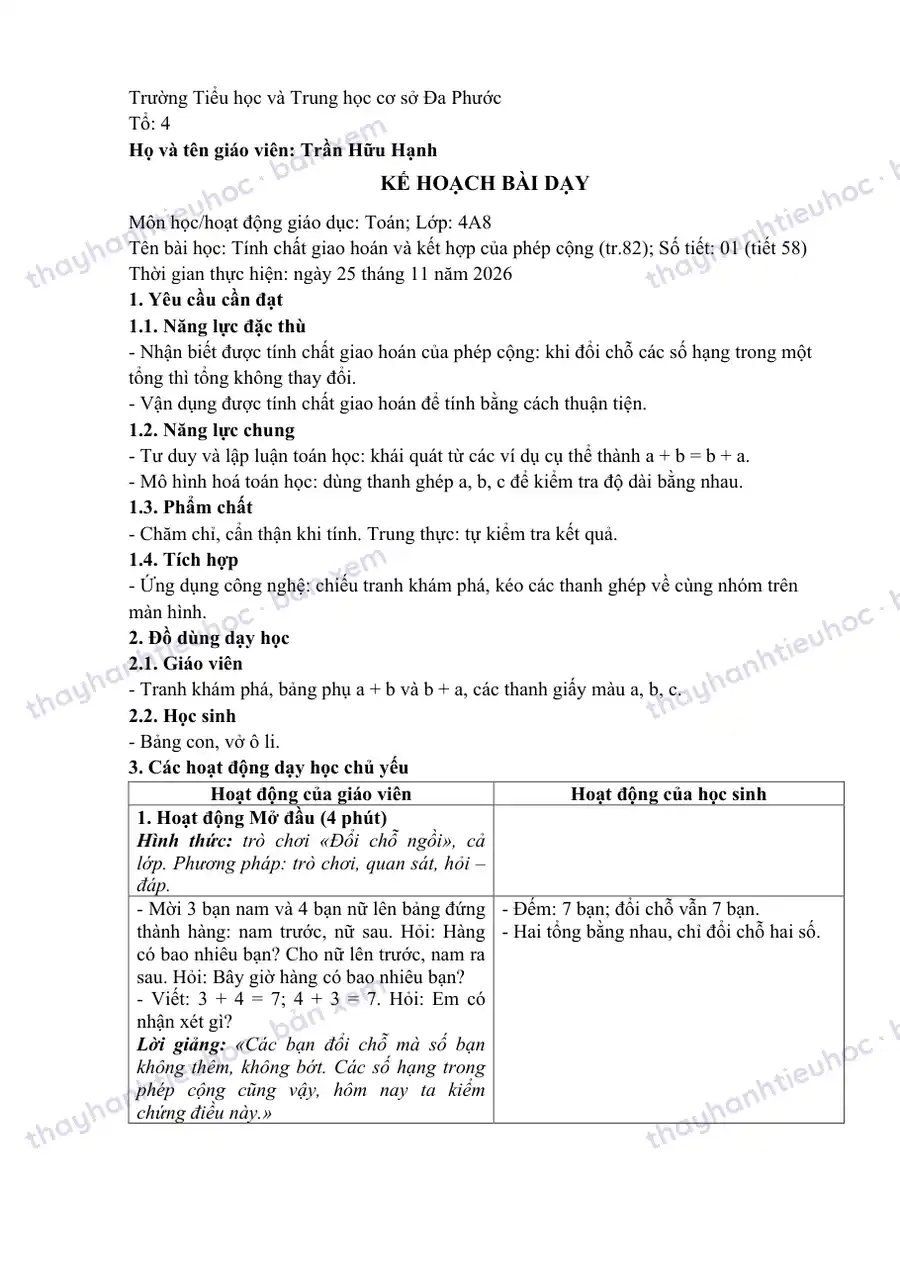 Trường Tiểu học và Trung học cơ sở Đa Phước
Tổ: 4
Họ và tên giáo viên: Trần Hữu Hạnh
KẾ HOẠCH BÀI DẠY
Môn học/hoạt động giáo dục: Toán; Lớp: 4A8
Tên bài học: Tính chất giao hoán và kết hợp của phép cộng (tr.82); Số tiết: 01 (tiết 58)
Thời gian thực hiện: ngày 25 tháng 11 năm 2026
1. Yêu cầu cần đạt
1.1. Năng lực đặc thù
- Nhận biết được tính chất giao hoán của phép cộng: khi đổi chỗ các số hạng trong một
tổng thì tổng không thay đổi.
- Vận dụng được tính chất giao hoán để tính bằng cách thuận tiện.
1.2. Năng lực chung
- Tư duy và lập luận toán học: khái quát từ các ví dụ cụ thể thành a + b = b + a.
- Mô hình hoá toán học: dùng thanh ghép a, b, c để kiểm tra độ dài bằng nhau.
1.3. Phẩm chất
- Chăm chỉ, cẩn thận khi tính. Trung thực: tự kiểm tra kết quả.
1.4. Tích hợp
- Ứng dụng công nghệ: chiếu tranh khám phá, kéo các thanh ghép về cùng nhóm trên
màn hình.
2. Đồ dùng dạy học
2.1. Giáo viên
- Tranh khám phá, bảng phụ a + b và b + a, các thanh giấy màu a, b, c.
2.2. Học sinh
- Bảng con, vở ô li.
3. Các hoạt động dạy học chủ yếu
Hoạt động của giáo viên
Hoạt động của học sinh
1. Hoạt động Mở đầu (4 phút)
Hình thức: trò chơi «Đổi chỗ ngồi», cả
lớp. Phương pháp: trò chơi, quan sát, hỏi –
đáp.
- Mời 3 bạn nam và 4 bạn nữ lên bảng đứng
thành hàng: nam trước, nữ sau. Hỏi: Hàng
có bao nhiêu bạn? Cho nữ lên trước, nam ra
sau. Hỏi: Bây giờ hàng có bao nhiêu bạn?
- Viết: 3 + 4 = 7; 4 + 3 = 7. Hỏi: Em có
nhận xét gì?
Lời giảng: «Các bạn đổi chỗ mà số bạn
không thêm, không bớt. Các số hạng trong
phép cộng cũng vậy, hôm nay ta kiểm
chứng điều này.»
- Đếm: 7 bạn; đổi chỗ vẫn 7 bạn.
- Hai tổng bằng nhau, chỉ đổi chỗ hai số.
thayhanhtieuhoc · bản xem
thayhanhtieuhoc · b
thayhanhtieuhoc · bản xem
thayhanhtieuhoc · b
thayhanhtieuhoc · bản xem
thayhanhtieuhoc · b